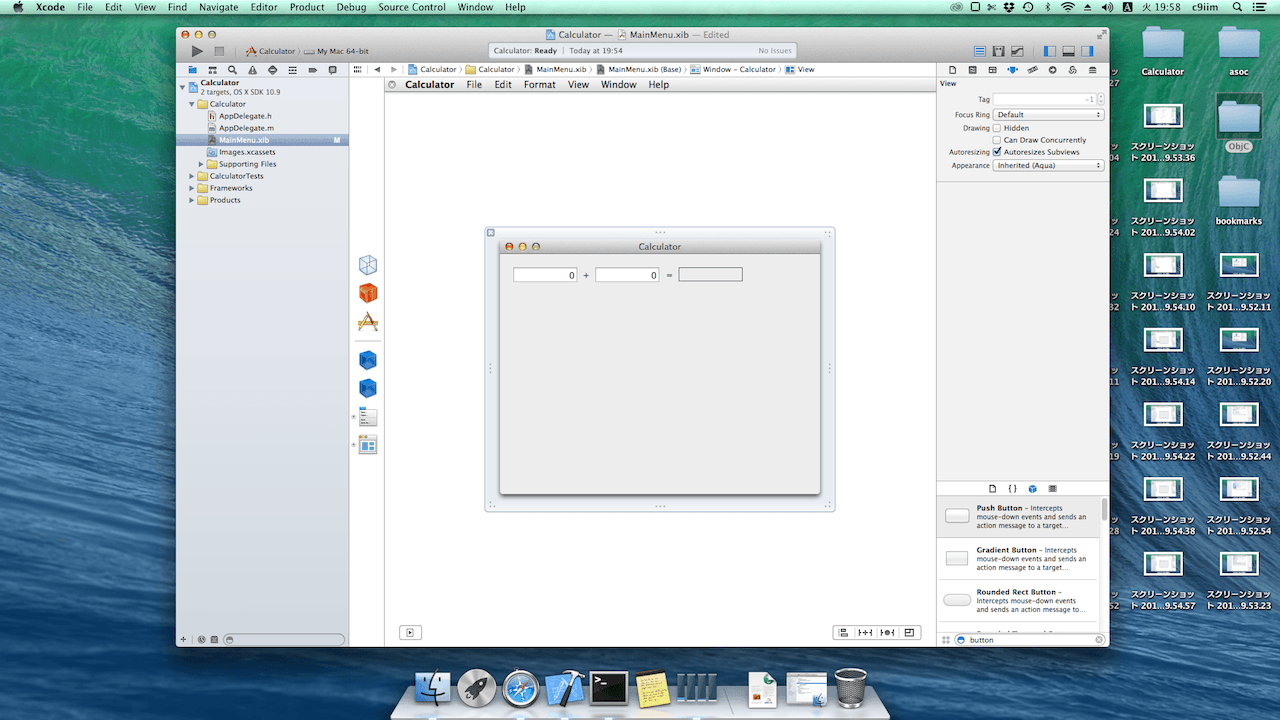 Xcode File Edit View Find Navigate Editor Product Debug Source Control Window Help
火 19:58 c9iim
Calculator — MainMenu.xib — Edited
Calculator My Mac 64-bit
Calculator: Ready Today at 19:54
No Issues
Calculator
2 targets, OS X SDK 10.9
Calculator
AppDelegate.h
AppDelegate.m
MainMenu.xib M
Images.xcassets
Supporting Files
CalculatorTests
Frameworks
Products
Calculator Calculator MainMenu.xib MainMenu.xib (Base) Window – Calculator View
Calculator File Edit Format View Window Help
Calculator
0 + 0 =
View
Tag -1
Focus Ring Default
Drawing Hidden
Can Draw Concurrently
Autoresizing Autoresizes Subviews
Appearance Inherited (Aqua)
Push Button – Intercepts
mouse-down events and sends an
action message to a target...
Gradient Button – Intercepts
mouse-down events and sends an
action message to a target...
Rounded Rect Button –
Intercepts mouse-down events
and sends an action message to...
button
Calculator
asoc
スクリーンショッ
ト 201...9.53.36
ObjC
スクリーンショッ
ト 201...9.54.02
bookmarks
スクリーンショッ
ト 201...9.54.10
スクリーンショッ
ト 201...9.52.11
スクリーンショッ
ト 201...9.54.14
スクリーンショッ
ト 201...9.52.20
スクリーンショッ
ト 201...9.54.22
スクリーンショッ
ト 201...9.52.44
スクリーンショッ
ト 201...9.54.38
スクリーンショッ
ト 201...9.52.54
スクリーンショッ
ト 201...9.54.57
スクリーンショッ
ト 201...9.53.23